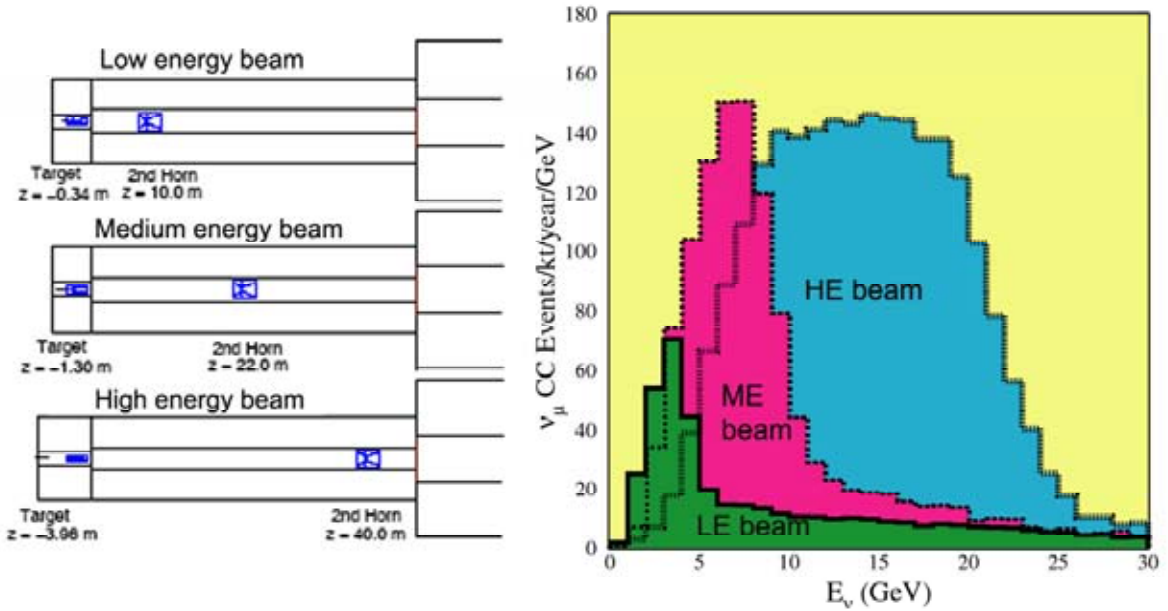 Low energy beam
Target
z = -0.34 m
2nd Horn
z = 10.0 m
Medium energy beam
Target
z = -1.30 m
2nd Horn
z = 22.0 m
High energy beam
Target
z = -3.96 m
2nd Horn
z = 40.0 m
180
160
140
120
100
80
60
40
20
0
ν_μ CC Events/kt/year/GeV
HE beam
ME
beam
LE beam
0 5 10 15 20 25 30
E_ν (GeV)